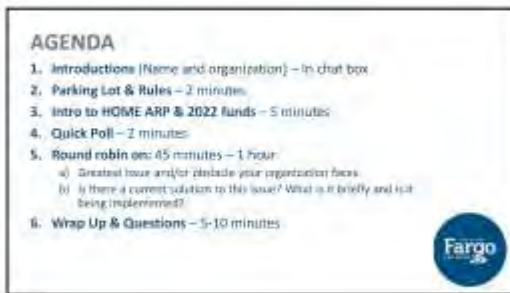 AGENDA
1. Introductions (Name and organization) – In chat box
2. Parking Lot & Rules – 2 minutes
3. Intro to HOME ARP & 2022 funds – 5 minutes
4. Quick Poll – 2 minutes
5. Round robin on: 45 minutes – 1 hour
a) Greatest issue and/or obstacle your organization faces
b) Is there a current solution to this issue? What is it briefly and is it
being implemented?
6. Wrap Up & Questions – 5-10 minutes
Fargo